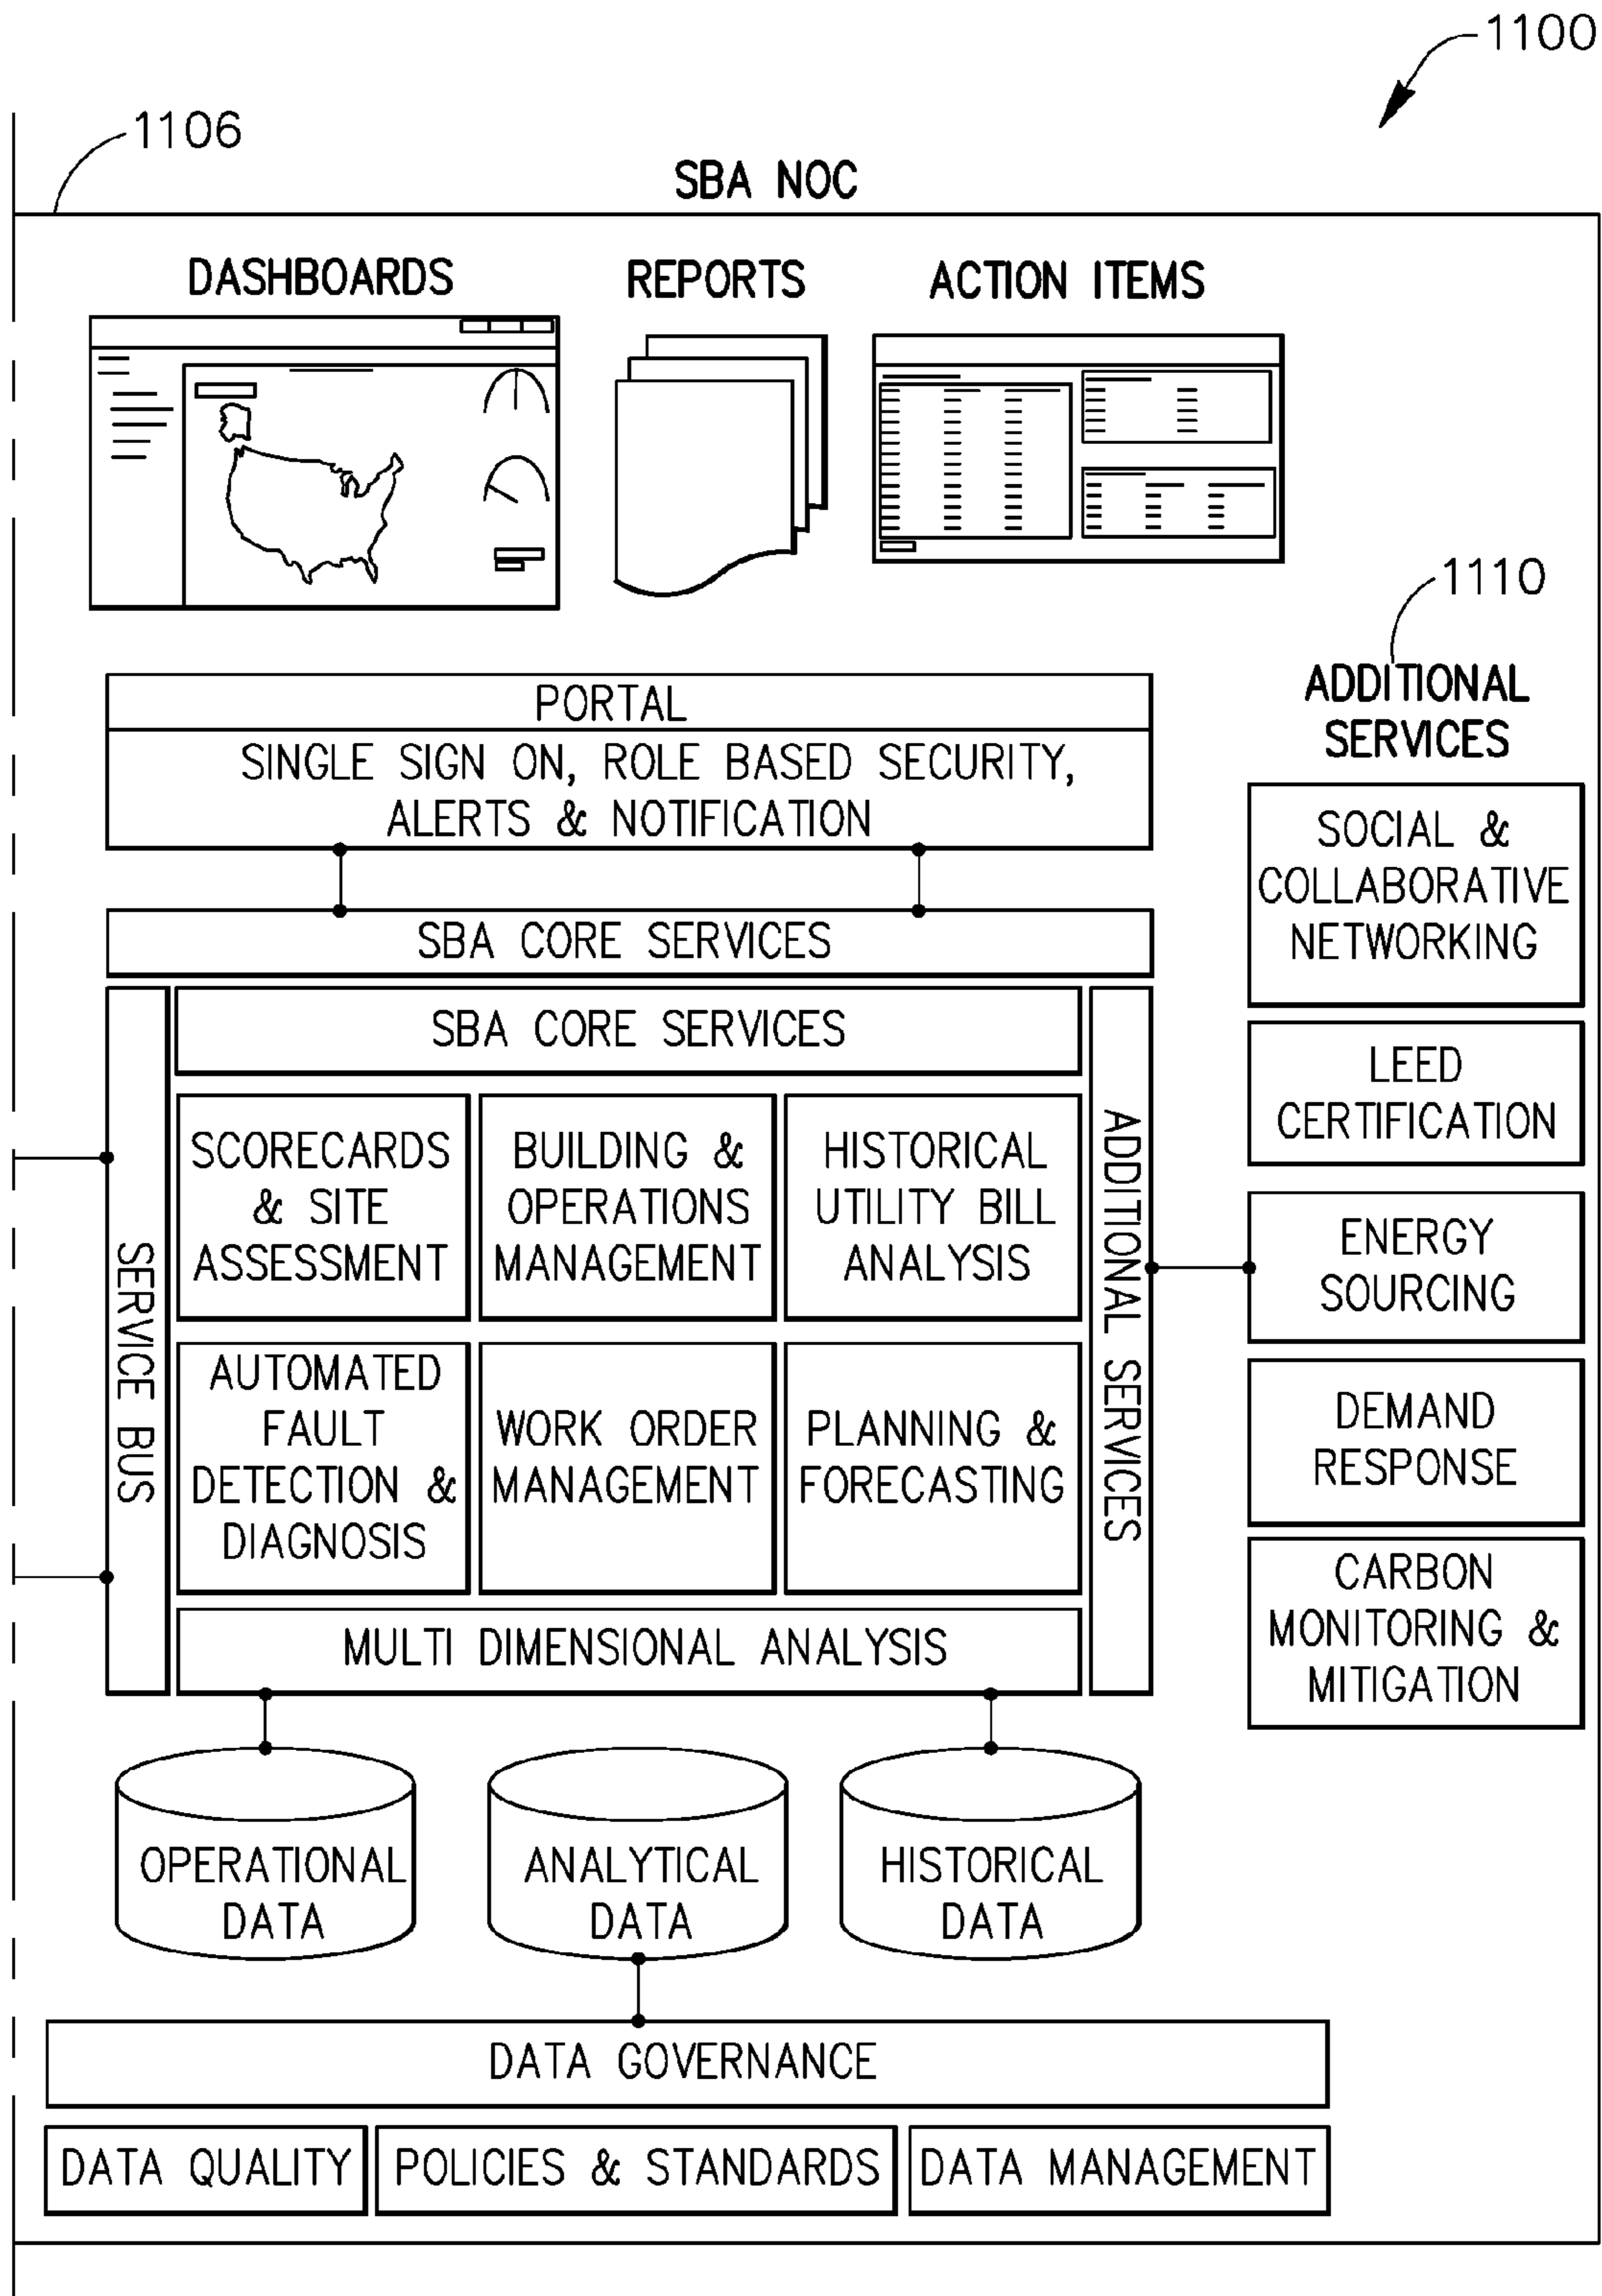 1100
1106
SBA NOC
DASHBOARDS
REPORTS
ACTION ITEMS
1110
ADDITIONAL
SERVICES
PORTAL
SINGLE SIGN ON, ROLE BASED SECURITY,
ALERTS & NOTIFICATION
SBA CORE SERVICES
SERVICE BUS
SBA CORE SERVICES
SCORECARDS
& SITE
ASSESSMENT
BUILDING &
OPERATIONS
MANAGEMENT
HISTORICAL
UTILITY BILL
ANALYSIS
AUTOMATED
FAULT
DETECTION &
DIAGNOSIS
WORK ORDER
MANAGEMENT
PLANNING &
FORECASTING
MULTI DIMENSIONAL ANALYSIS
ADDITIONAL SERVICES
SOCIAL &
COLLABORATIVE
NETWORKING
LEED
CERTIFICATION
ENERGY
SOURCING
DEMAND
RESPONSE
CARBON
MONITORING &
MITIGATION
OPERATIONAL
DATA
ANALYTICAL
DATA
HISTORICAL
DATA
DATA GOVERNANCE
DATA QUALITY
POLICIES & STANDARDS
DATA MANAGEMENT